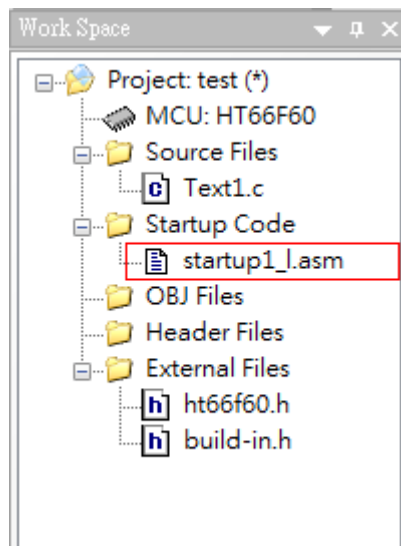 Work Space
Project: test (*)
MCU: HT66F60
Source Files
Text1.c
Startup Code
startup1_l.asm
OBJ Files
Header Files
External Files
ht66f60.h
build-in.h